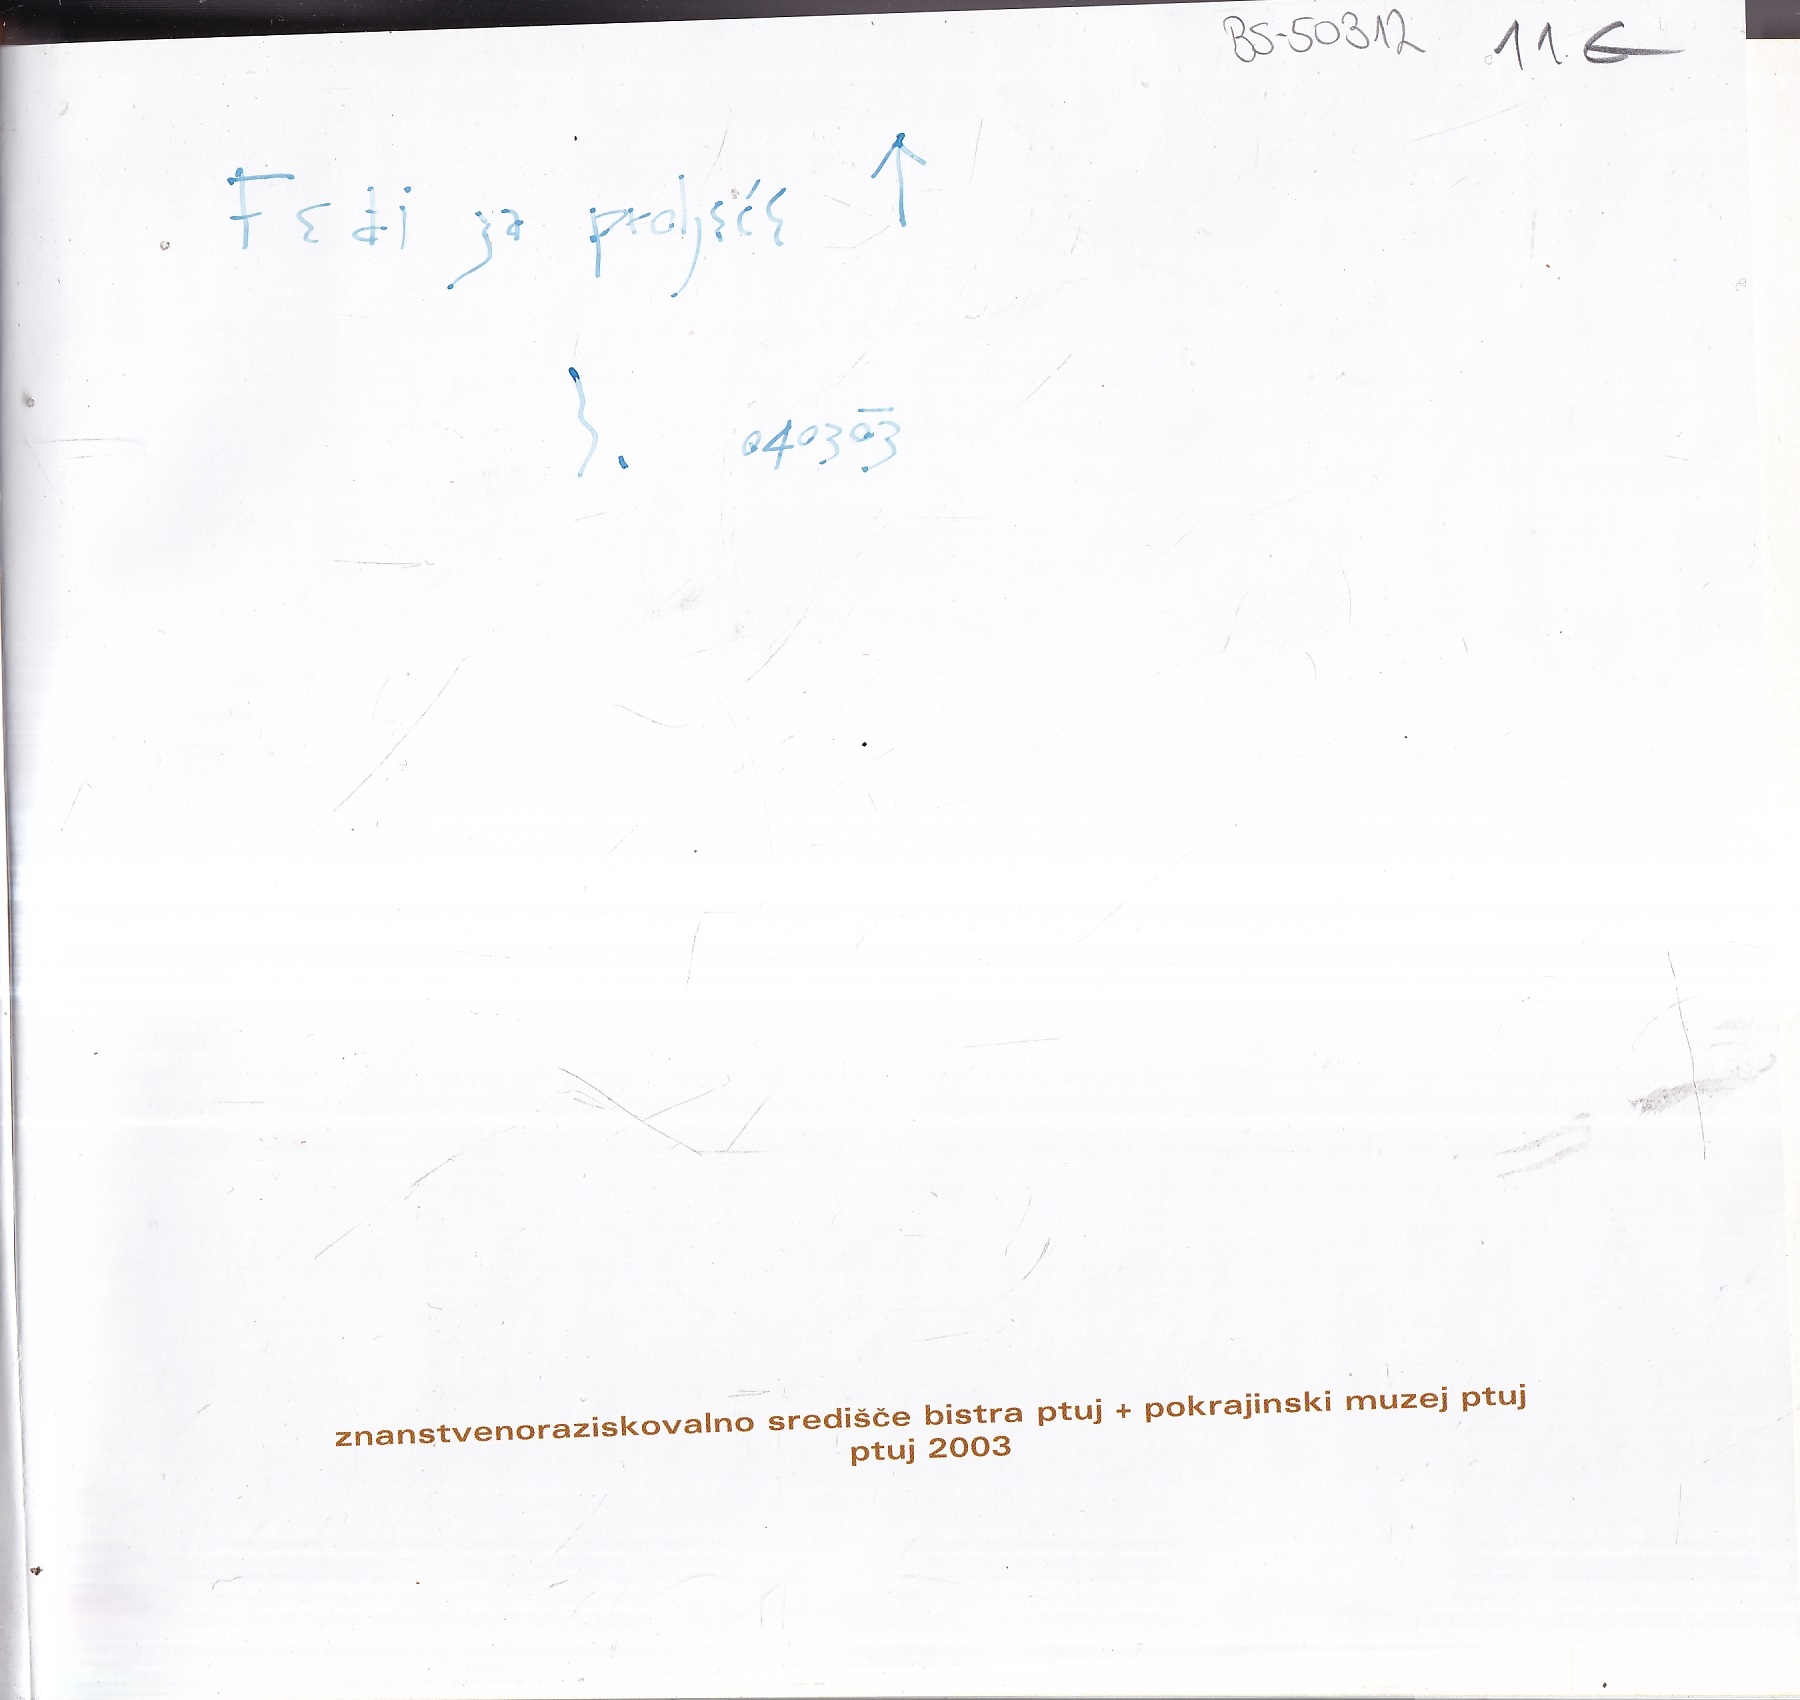 BS-50312 11 €
Fedi za proljeće ↑
040303
znanstvenoraziskovalno središče bistra ptuj + pokrajinski muzej ptuj
ptuj 2003